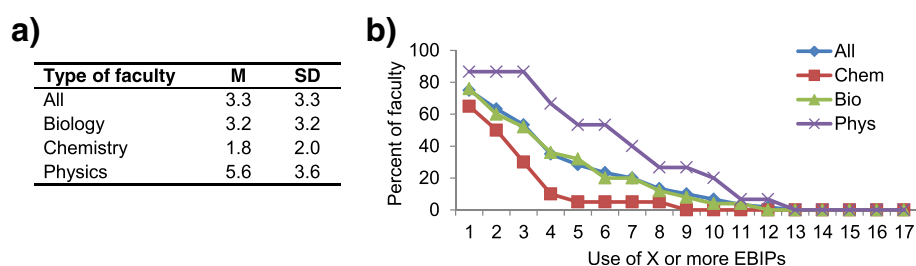 a)
Type of faculty M SD
All 3.3 3.3
Biology 3.2 3.2
Chemistry 1.8 2.0
Physics 5.6 3.6
b)
Percent of faculty
100
80
60
40
20
0
1 2 3 4 5 6 7 8 9 10 11 12 13 14 15 16 17
Use of X or more EBIPs
All
Chem
Bio
Phys